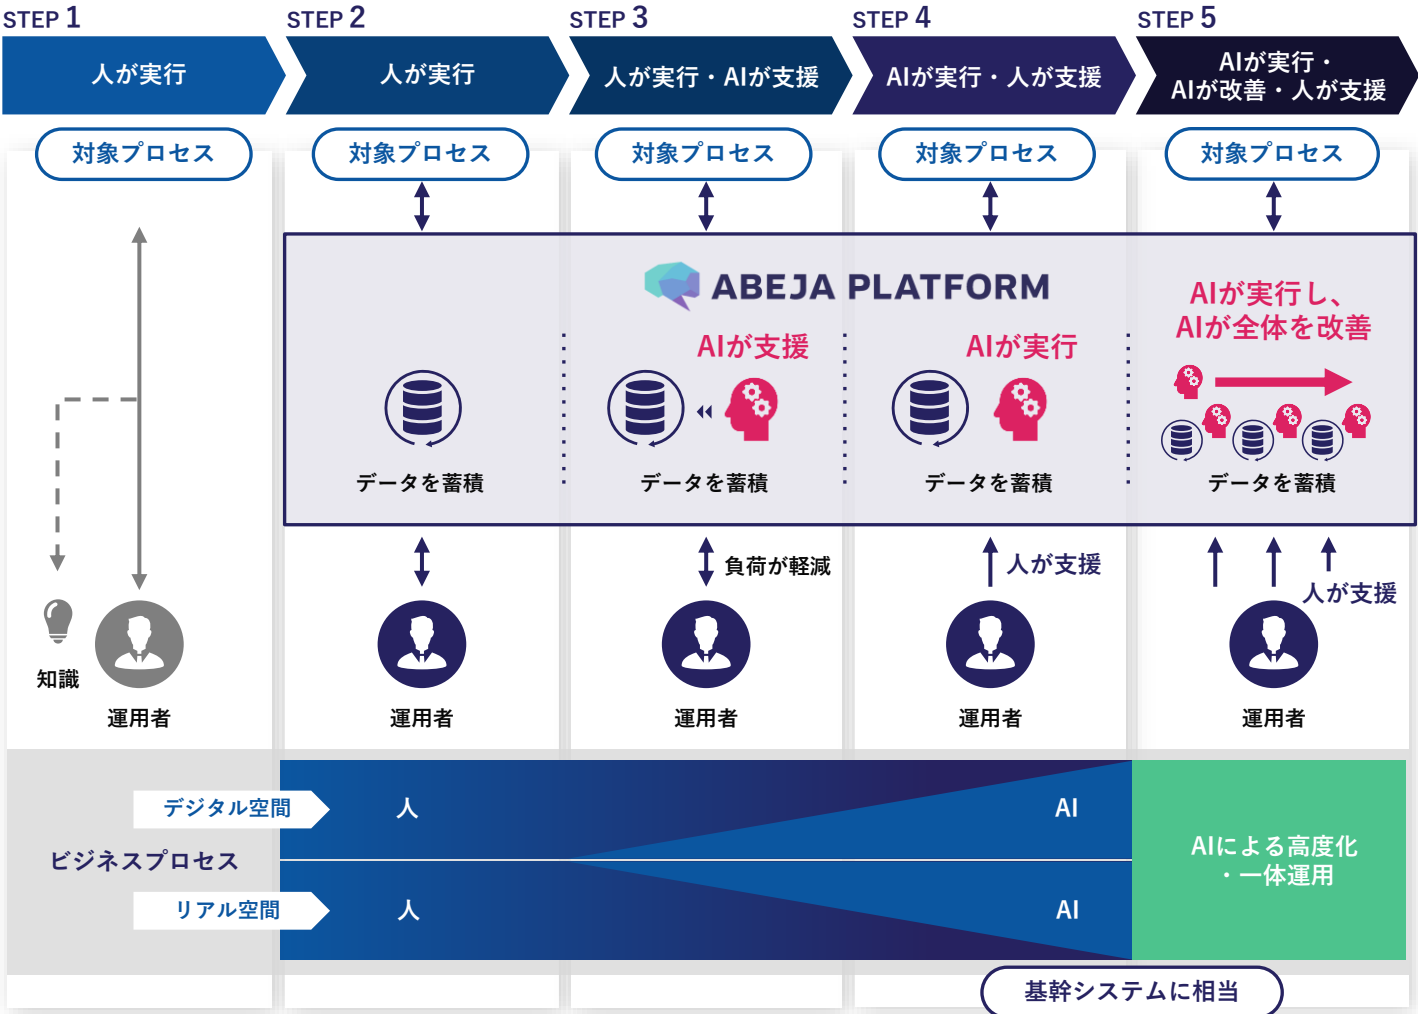 STEP 1
STEP 2
STEP 3
STEP 4
STEP 5
人が実行
人が実行
人が実行・AIが支援
AIが実行・人が支援
AIが実行・
AIが改善・人が支援
対象プロセス
対象プロセス
対象プロセス
対象プロセス
対象プロセス
ABEJA PLATFORM
AIが支援
AIが実行
AIが実行し、
AIが全体を改善
データを蓄積
データを蓄積
データを蓄積
データを蓄積
負荷が軽減
人が支援
人が支援
知識
運用者
運用者
運用者
運用者
運用者
ビジネスプロセス
デジタル空間
人
AI
リアル空間
人
AI
AIによる高度化
・一体運用
基幹システムに相当